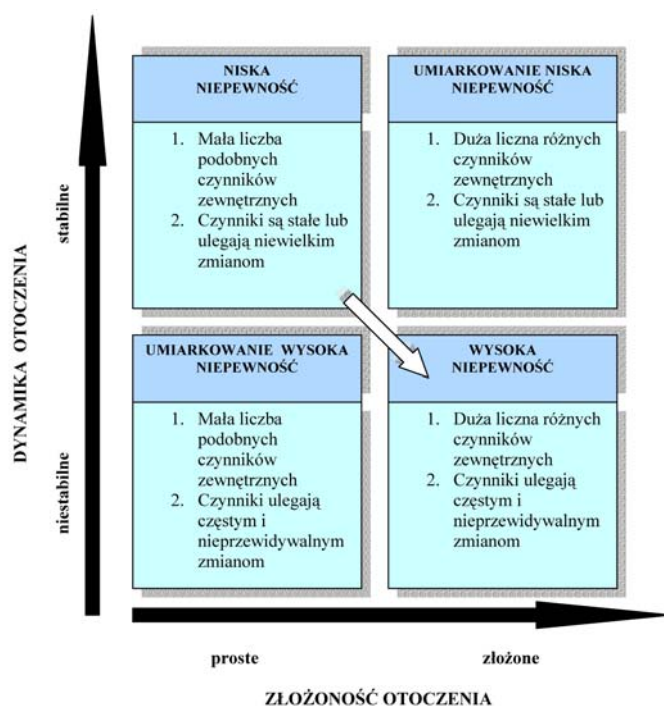 NISKA
NIEPEWNOŚĆ
1. Mała liczba
podobnych
czynników
zewnętrznych
2. Czynniki są stałe lub
ulegają niewielkim
zmianom
UMIARKOWANIE NISKA
NIEPEWNOŚĆ
1. Duża liczna różnych
czynników
zewnętrznych
2. Czynniki są stałe lub
ulegają niewielkim
zmianom
UMIARKOWANIE WYSOKA
NIEPEWNOŚĆ
1. Mała liczba
podobnych
czynników
zewnętrznych
2. Czynniki ulegają
częstym i
nieprzewidywalnym
zmianom
WYSOKA
NIEPEWNOŚĆ
1. Duża liczna różnych
czynników
zewnętrznych
2. Czynniki ulegają
częstym i
nieprzewidywalnym
zmianom
DYNAMIKA OTOCZENIA
stabilne
niestabilne
proste
złożone
ZŁOŻONOŚĆ OTOCZENIA